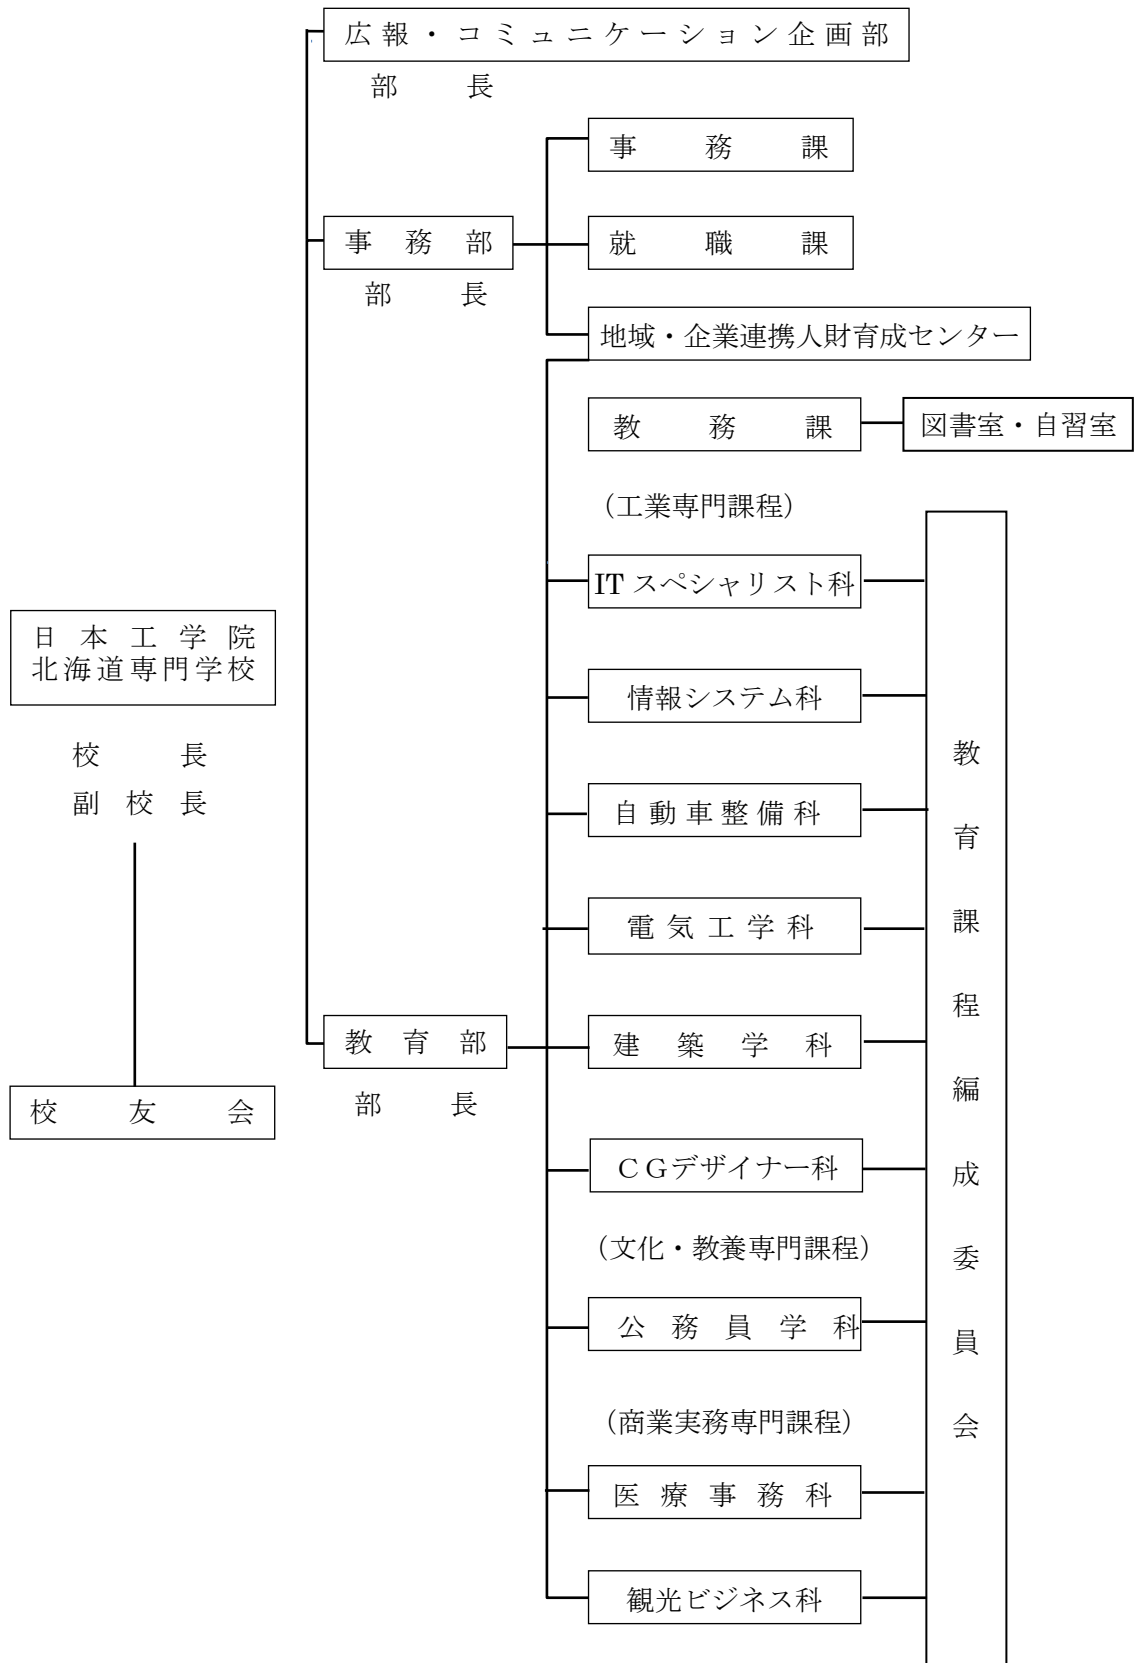 広報・コミュニケーション企画部
部長
事務課
事務部
就職課
部長
地域・企業連携人財育成センター
教務課
図書室・自習室
（工業専門課程）
ITスペシャリスト科
日本工学院
北海道専門学校
情報システム科
校長
副校長
自動車整備科
電気工学科
教育部
建築学科
部長
校友会
ＣＧデザイナー科
（文化・教養専門課程）
公務員学科
（商業実務専門課程）
医療事務科
観光ビジネス科
教育課程編成委員会